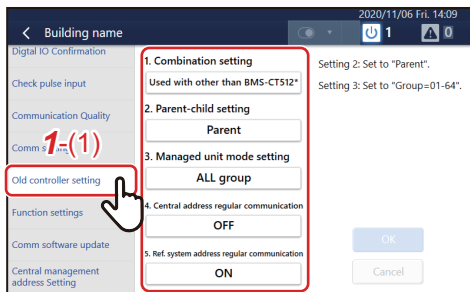 2020/11/06 Fri. 14:09
Building name
1
0
Digtal IO Confirmation
Check pulse input
Communication Quality
Comm s
1-(1)
Old controller setting
Function settings
Comm software update
Central management
address Setting
1. Combination setting
Used with other than BMS-CT512*
2. Parent-child setting
Parent
3. Managed unit mode setting
ALL group
4. Central address regular communication
OFF
5. Ref. system address regular communication
ON
Setting 2: Set to "Parent".
Setting 3: Set to "Group=01-64".
OK
Cancel